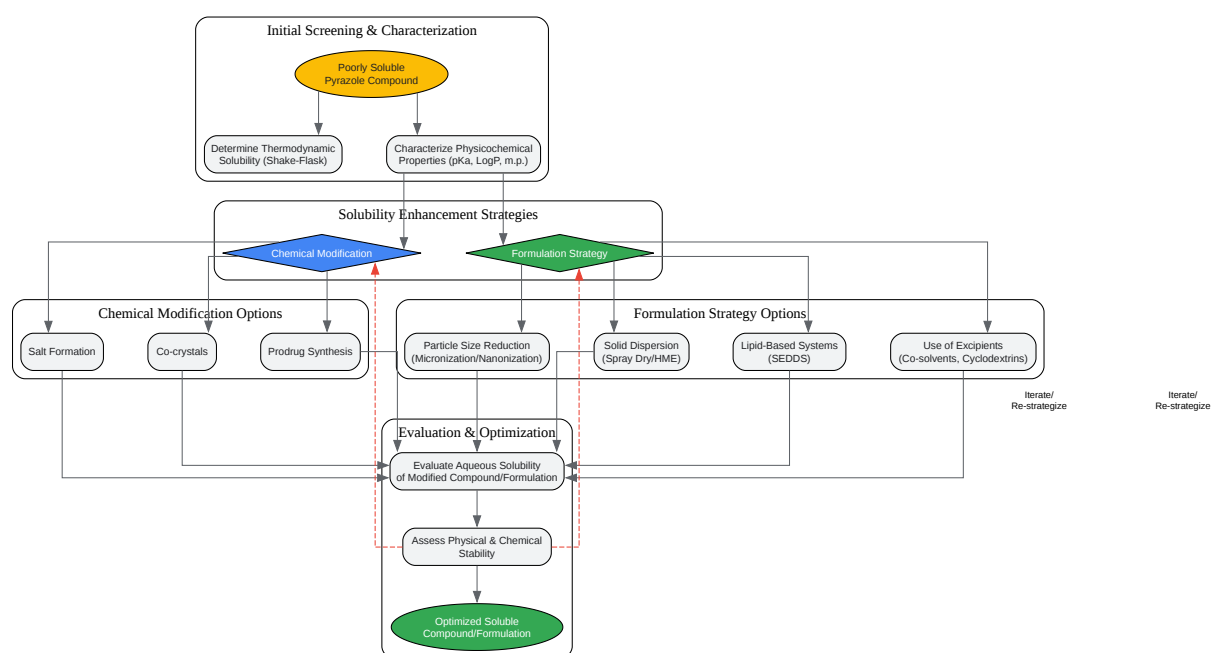 Initial Screening & Characterization
Poorly Soluble
Pyrazole Compound
Determine Thermodynamic
Solubility (Shake-Flask)
Characterize Physicochemical
Properties (pKa, LogP, m.p.)
Solubility Enhancement Strategies
Chemical Modification
Formulation Strategy
Chemical Modification Options
Salt Formation
Co-crystals
Prodrug Synthesis
Formulation Strategy Options
Particle Size Reduction
(Micronization/Nanonization)
Solid Dispersion
(Spray Dry/HME)
Lipid-Based Systems
(SEDDS)
Use of Excipients
(Co-solvents, Cyclodextrins)
Iterate/
Re-strategize
Iterate/
Re-strategize
Evaluation & Optimization
Evaluate Aqueous Solubility
of Modified Compound/Formulation
Assess Physical & Chemical
Stability
Optimized Soluble
Compound/Formulation